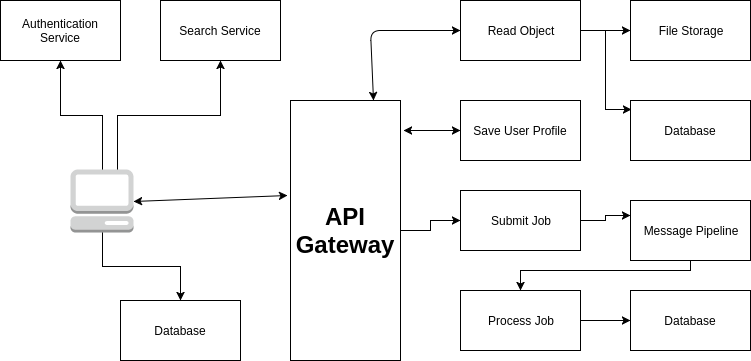 Authentication
Service
Search Service
Read Object
File Storage
Save User Profile
Database
API
Gateway
Submit Job
Message Pipeline
Database
Process Job
Database